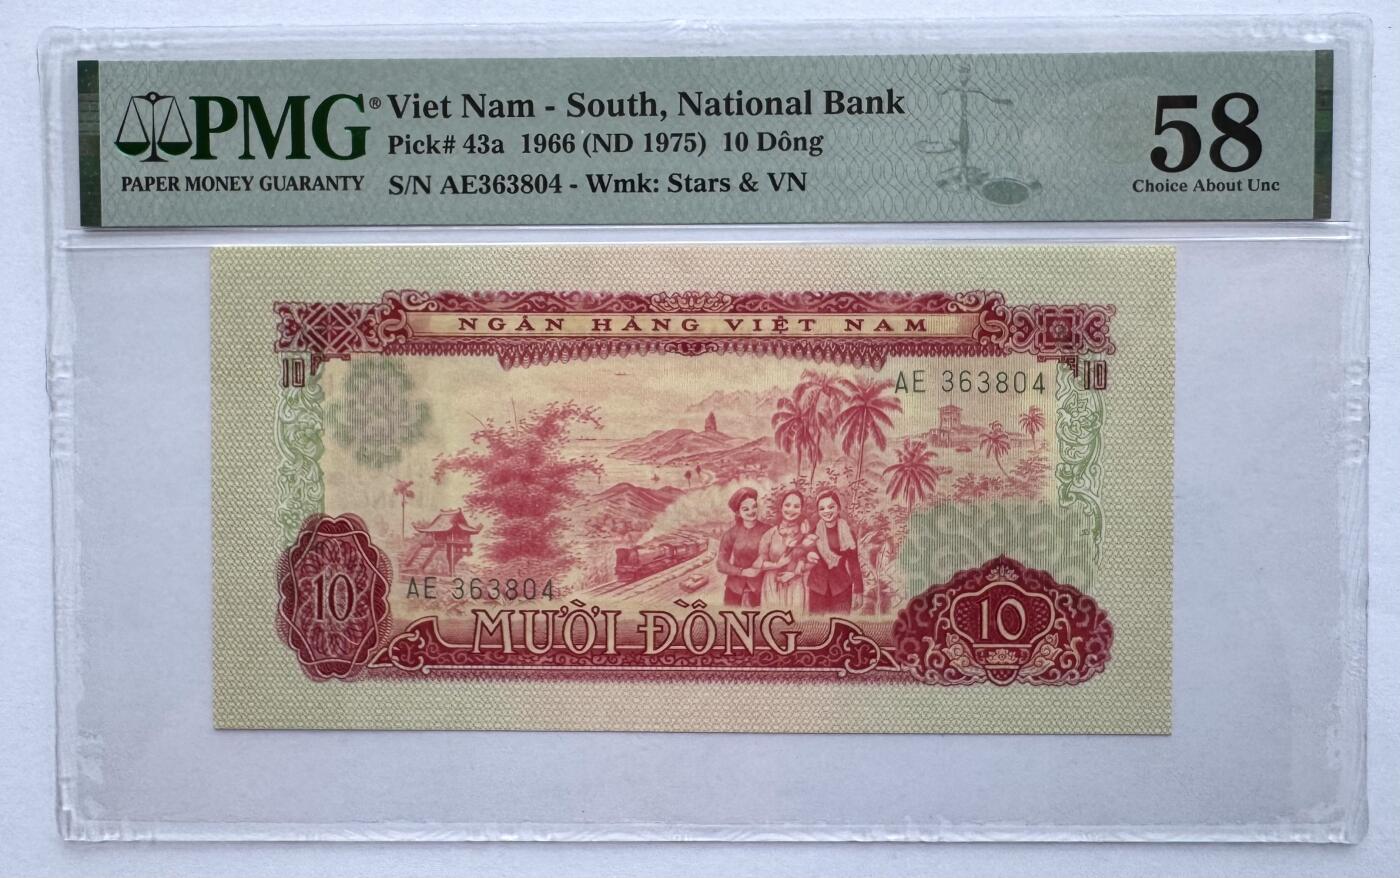 PMG®
PAPER MONEY GUARANTY
Viet Nam - South, National Bank
Pick# 43a 1966 (ND 1975) 10 Dông
S/N AE363804 - Wmk: Stars & VN
58
Choice About Unc
NGÂN HÀNG VIỆT NAM
10
10
AE 363804
AE 363804
10
MƯỜI ĐỒNG
10